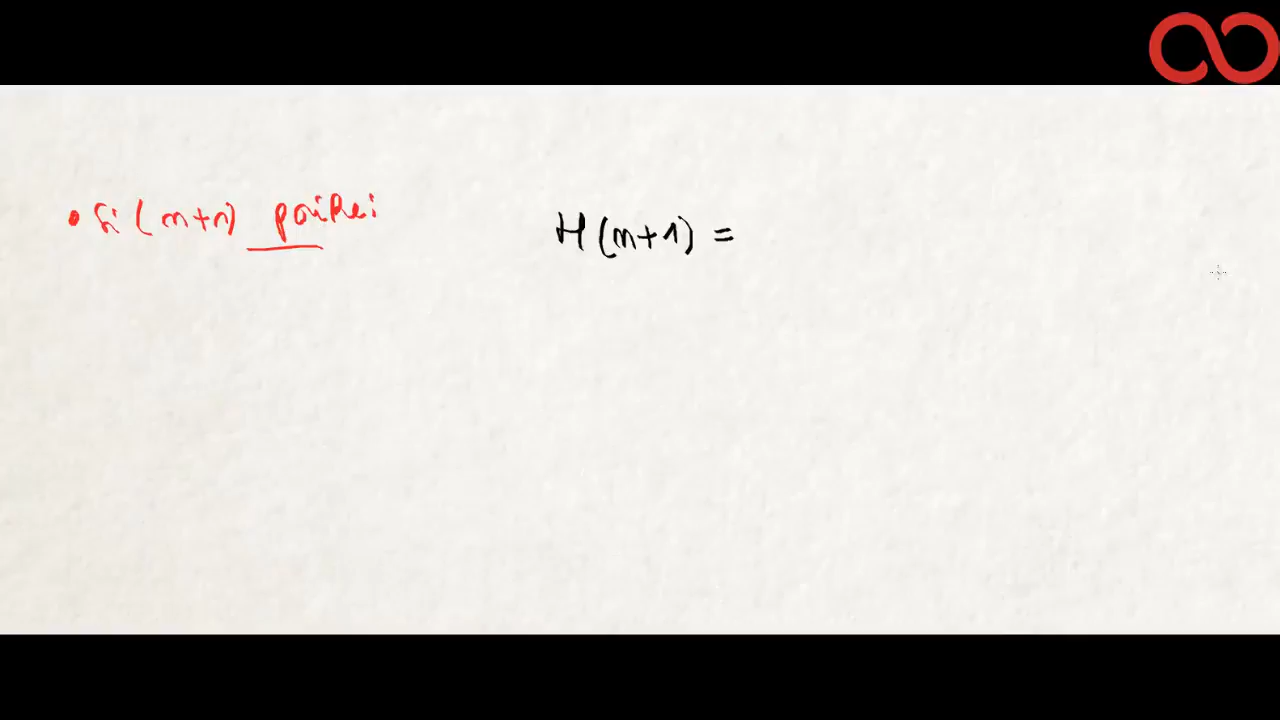 • Si (n+1) paire:
H(n+1) =